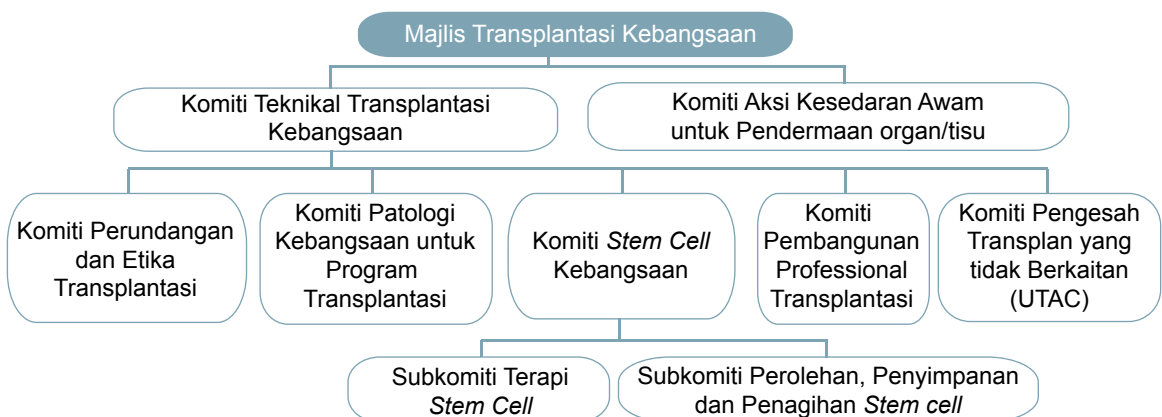 Majlis Transplantasi Kebangsaan
Komiti Teknikal Transplantasi
Kebangsaan
Komiti Aksi Kesedaran Awam
untuk Pendermaan organ/tisu
Komiti Perundangan
dan Etika
Transplantasi
Komiti Patologi
Kebangsaan untuk
Program
Transplantasi
Komiti Stem Cell
Kebangsaan
Komiti
Pembangunan
Professional
Transplantasi
Komiti Pengesah
Transplan yang
tidak Berkaitan
(UTAC)
Subkomiti Terapi
Stem Cell
Subkomiti Perolehan, Penyimpanan
dan Penagihan Stem cell